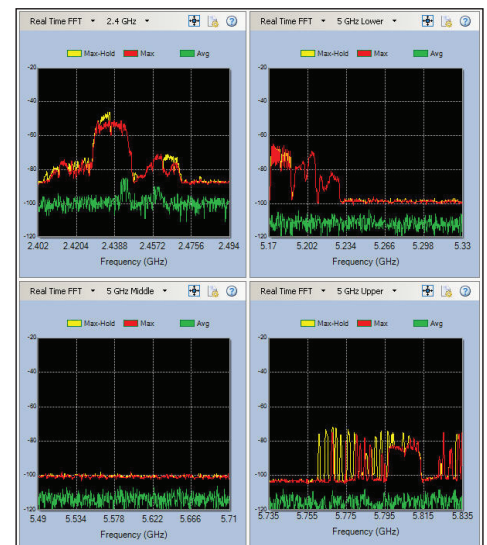 Real Time FFT 2.4 GHz
Max-Hold Max Avg
-20
-40
-60
-80
-100
-120
2.402 2.4204 2.4388 2.4572 2.4756 2.494
Frequency (GHz)
Real Time FFT 5 GHz Lower
Max-Hold Max Avg
-20
-40
-60
-80
-100
-120
5.17 5.202 5.234 5.266 5.298 5.33
Frequency (GHz)
Real Time FFT 5 GHz Middle
Max-Hold Max Avg
-20
-40
-60
-80
-100
-120
5.49 5.534 5.578 5.622 5.666 5.71
Frequency (GHz)
Real Time FFT 5 GHz Upper
Max-Hold Max Avg
-20
-40
-60
-80
-100
-120
5.735 5.755 5.775 5.795 5.815 5.835
Frequency (GHz)